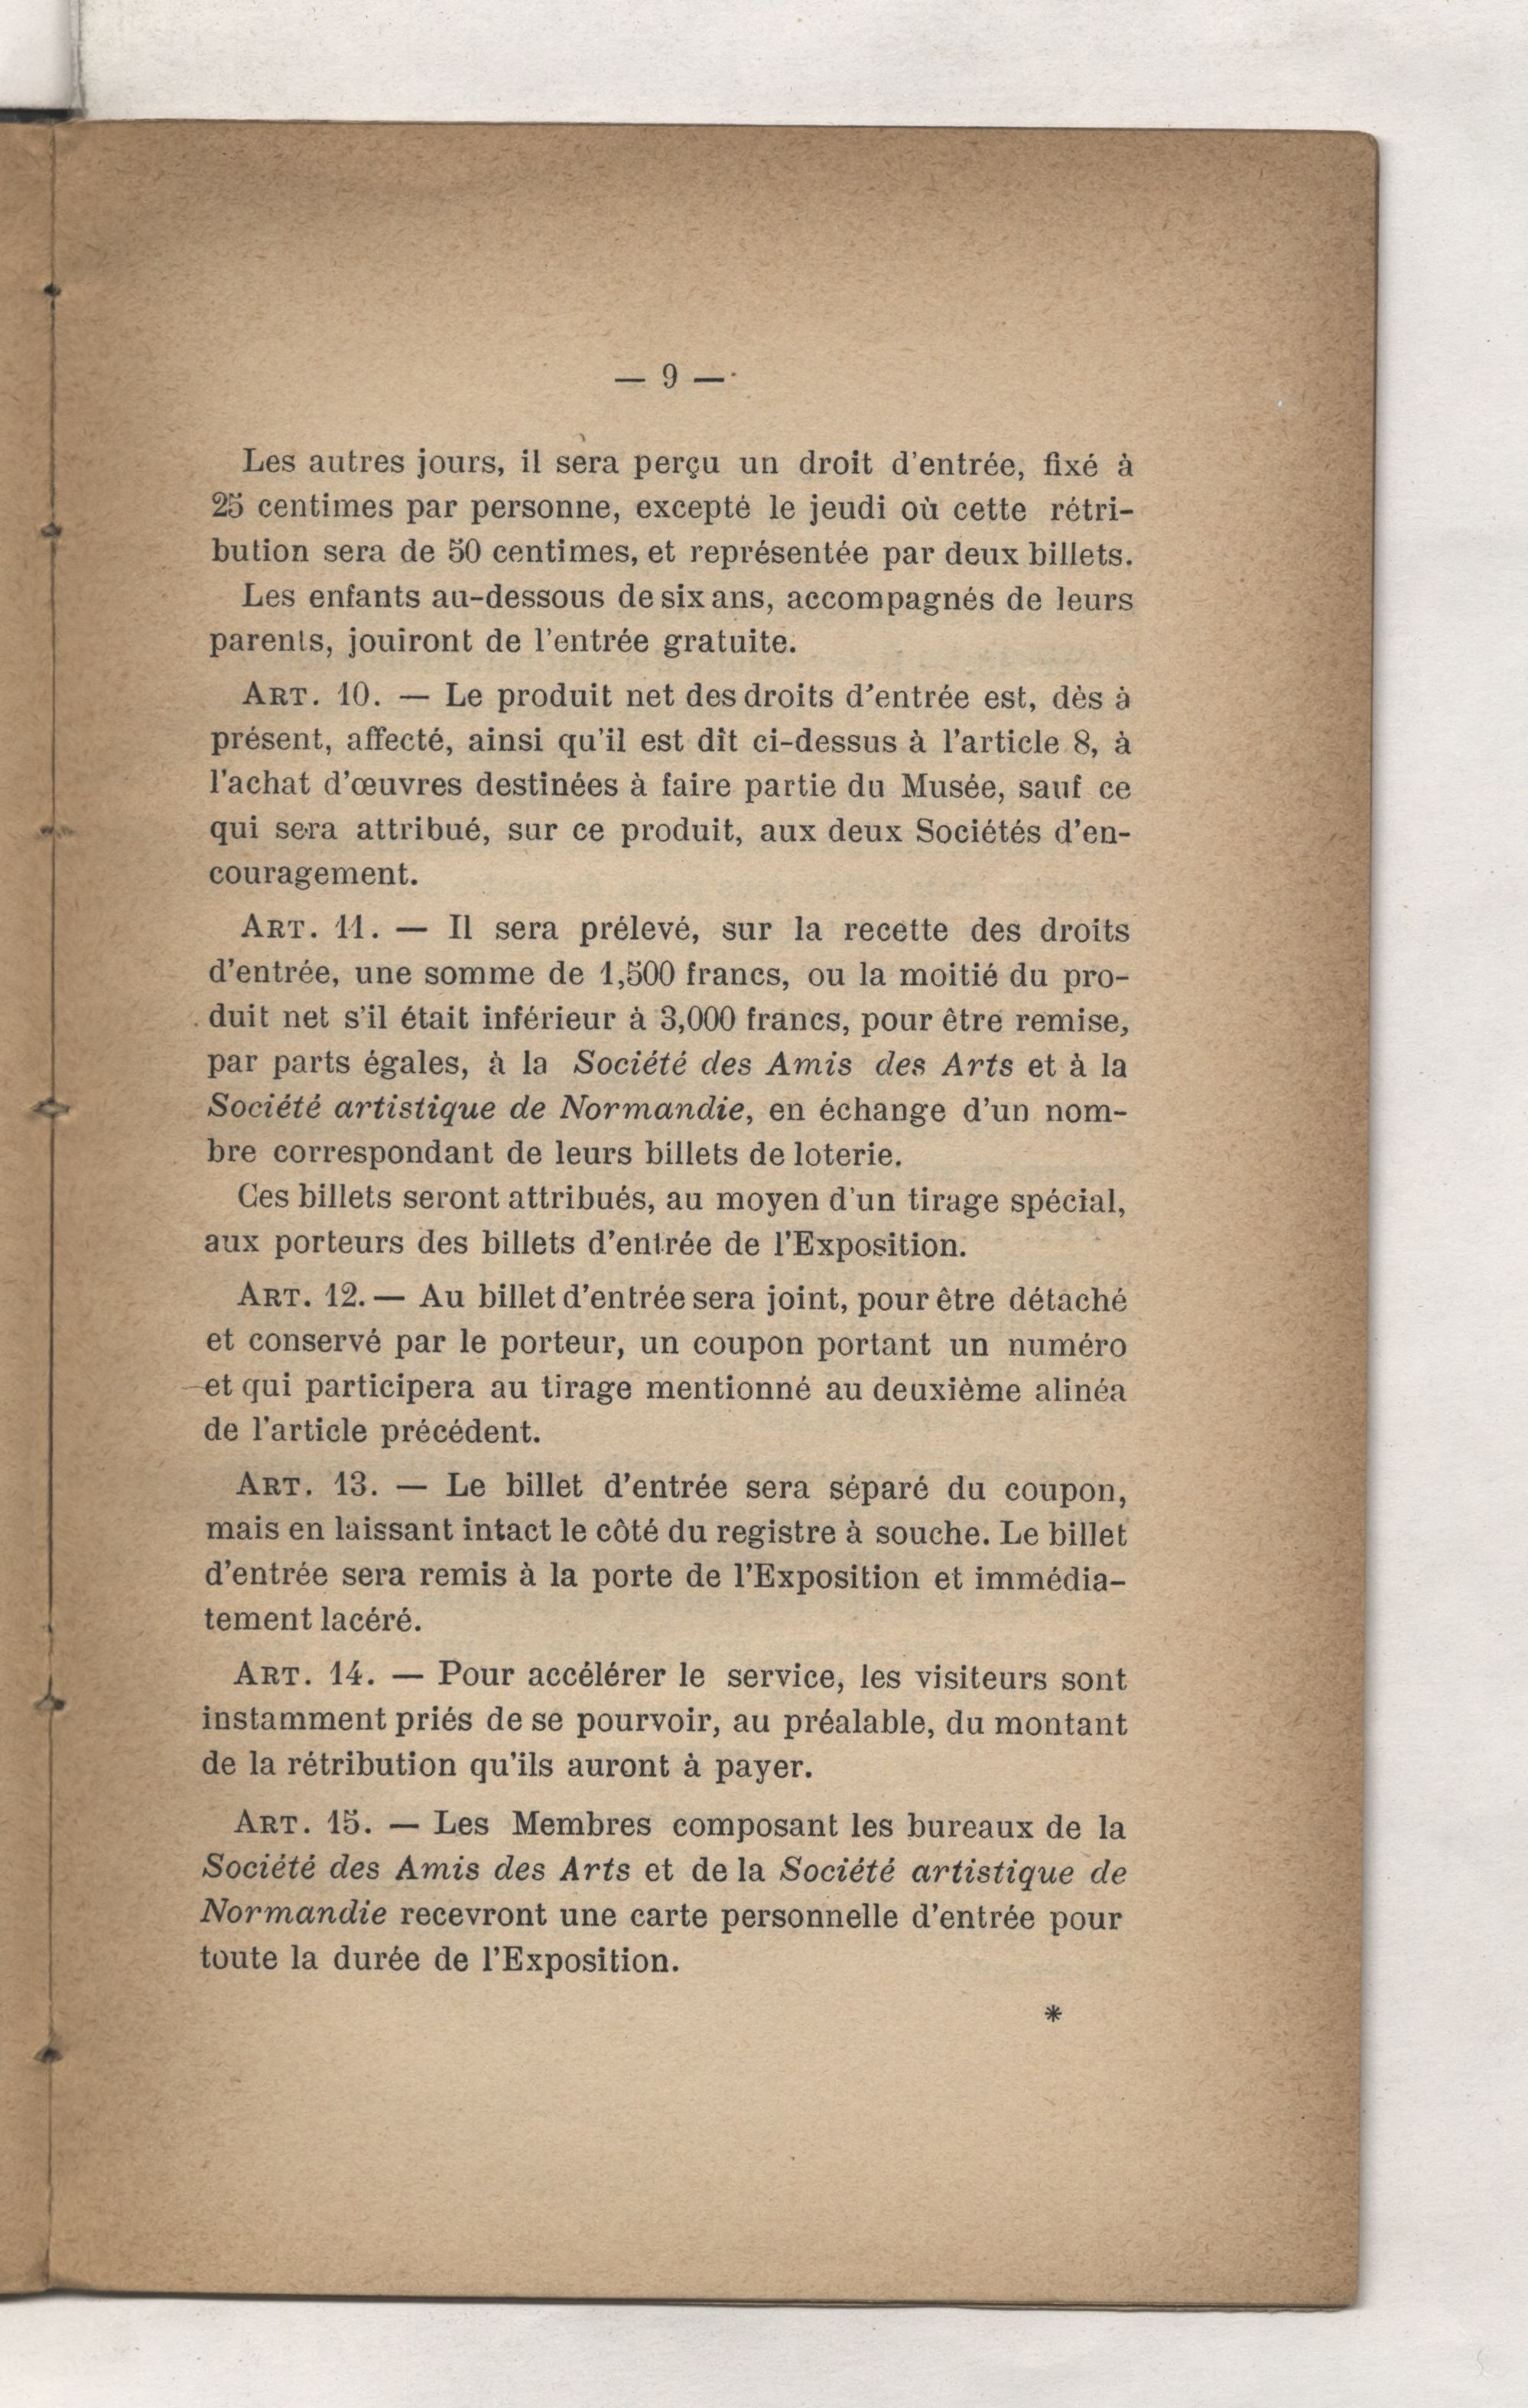 — 9 —
Les autres jours, il sera perçu un droit d'entrée, fixé à
25 centimes par personne, excepté le jeudi où cette rétri-
bution sera de 50 centimes, et représentée par deux billets.
Les enfants au-dessous de six ans, accompagnés de leurs
parents, jouiront de l'entrée gratuite.
ART. 10. — Le produit net des droits d'entrée est, dès à
présent, affecté, ainsi qu'il est dit ci-dessus à l'article 8, à
l'achat d'œuvres destinées à faire partie du Musée, sauf ce
qui sera attribué, sur ce produit, aux deux Sociétés d'en-
couragement.
ART. 11. — Il sera prélevé, sur la recette des droits
d'entrée, une somme de 1,500 francs, ou la moitié du pro-
duit net s'il était inférieur à 3,000 francs, pour être remise,
par parts égales, à la Société des Amis des Arts et à la
Société artistique de Normandie, en échange d'un nom-
bre correspondant de leurs billets de loterie.
Ces billets seront attribués, au moyen d'un tirage spécial,
aux porteurs des billets d'entrée de l'Exposition.
ART. 12. — Au billet d'entrée sera joint, pour être détaché
et conservé par le porteur, un coupon portant un numéro
et qui participera au tirage mentionné au deuxième alinéa
de l'article précédent.
ART. 13. — Le billet d'entrée sera séparé du coupon,
mais en laissant intact le côté du registre à souche. Le billet
d'entrée sera remis à la porte de l'Exposition et immédia-
tement lacéré.
ART. 14. — Pour accélérer le service, les visiteurs sont
instamment priés de se pourvoir, au préalable, du montant
de la rétribution qu'ils auront à payer.
ART. 15. — Les Membres composant les bureaux de la
Société des Amis des Arts et de la Société artistique de
Normandie recevront une carte personnelle d'entrée pour
toute la durée de l'Exposition.
*